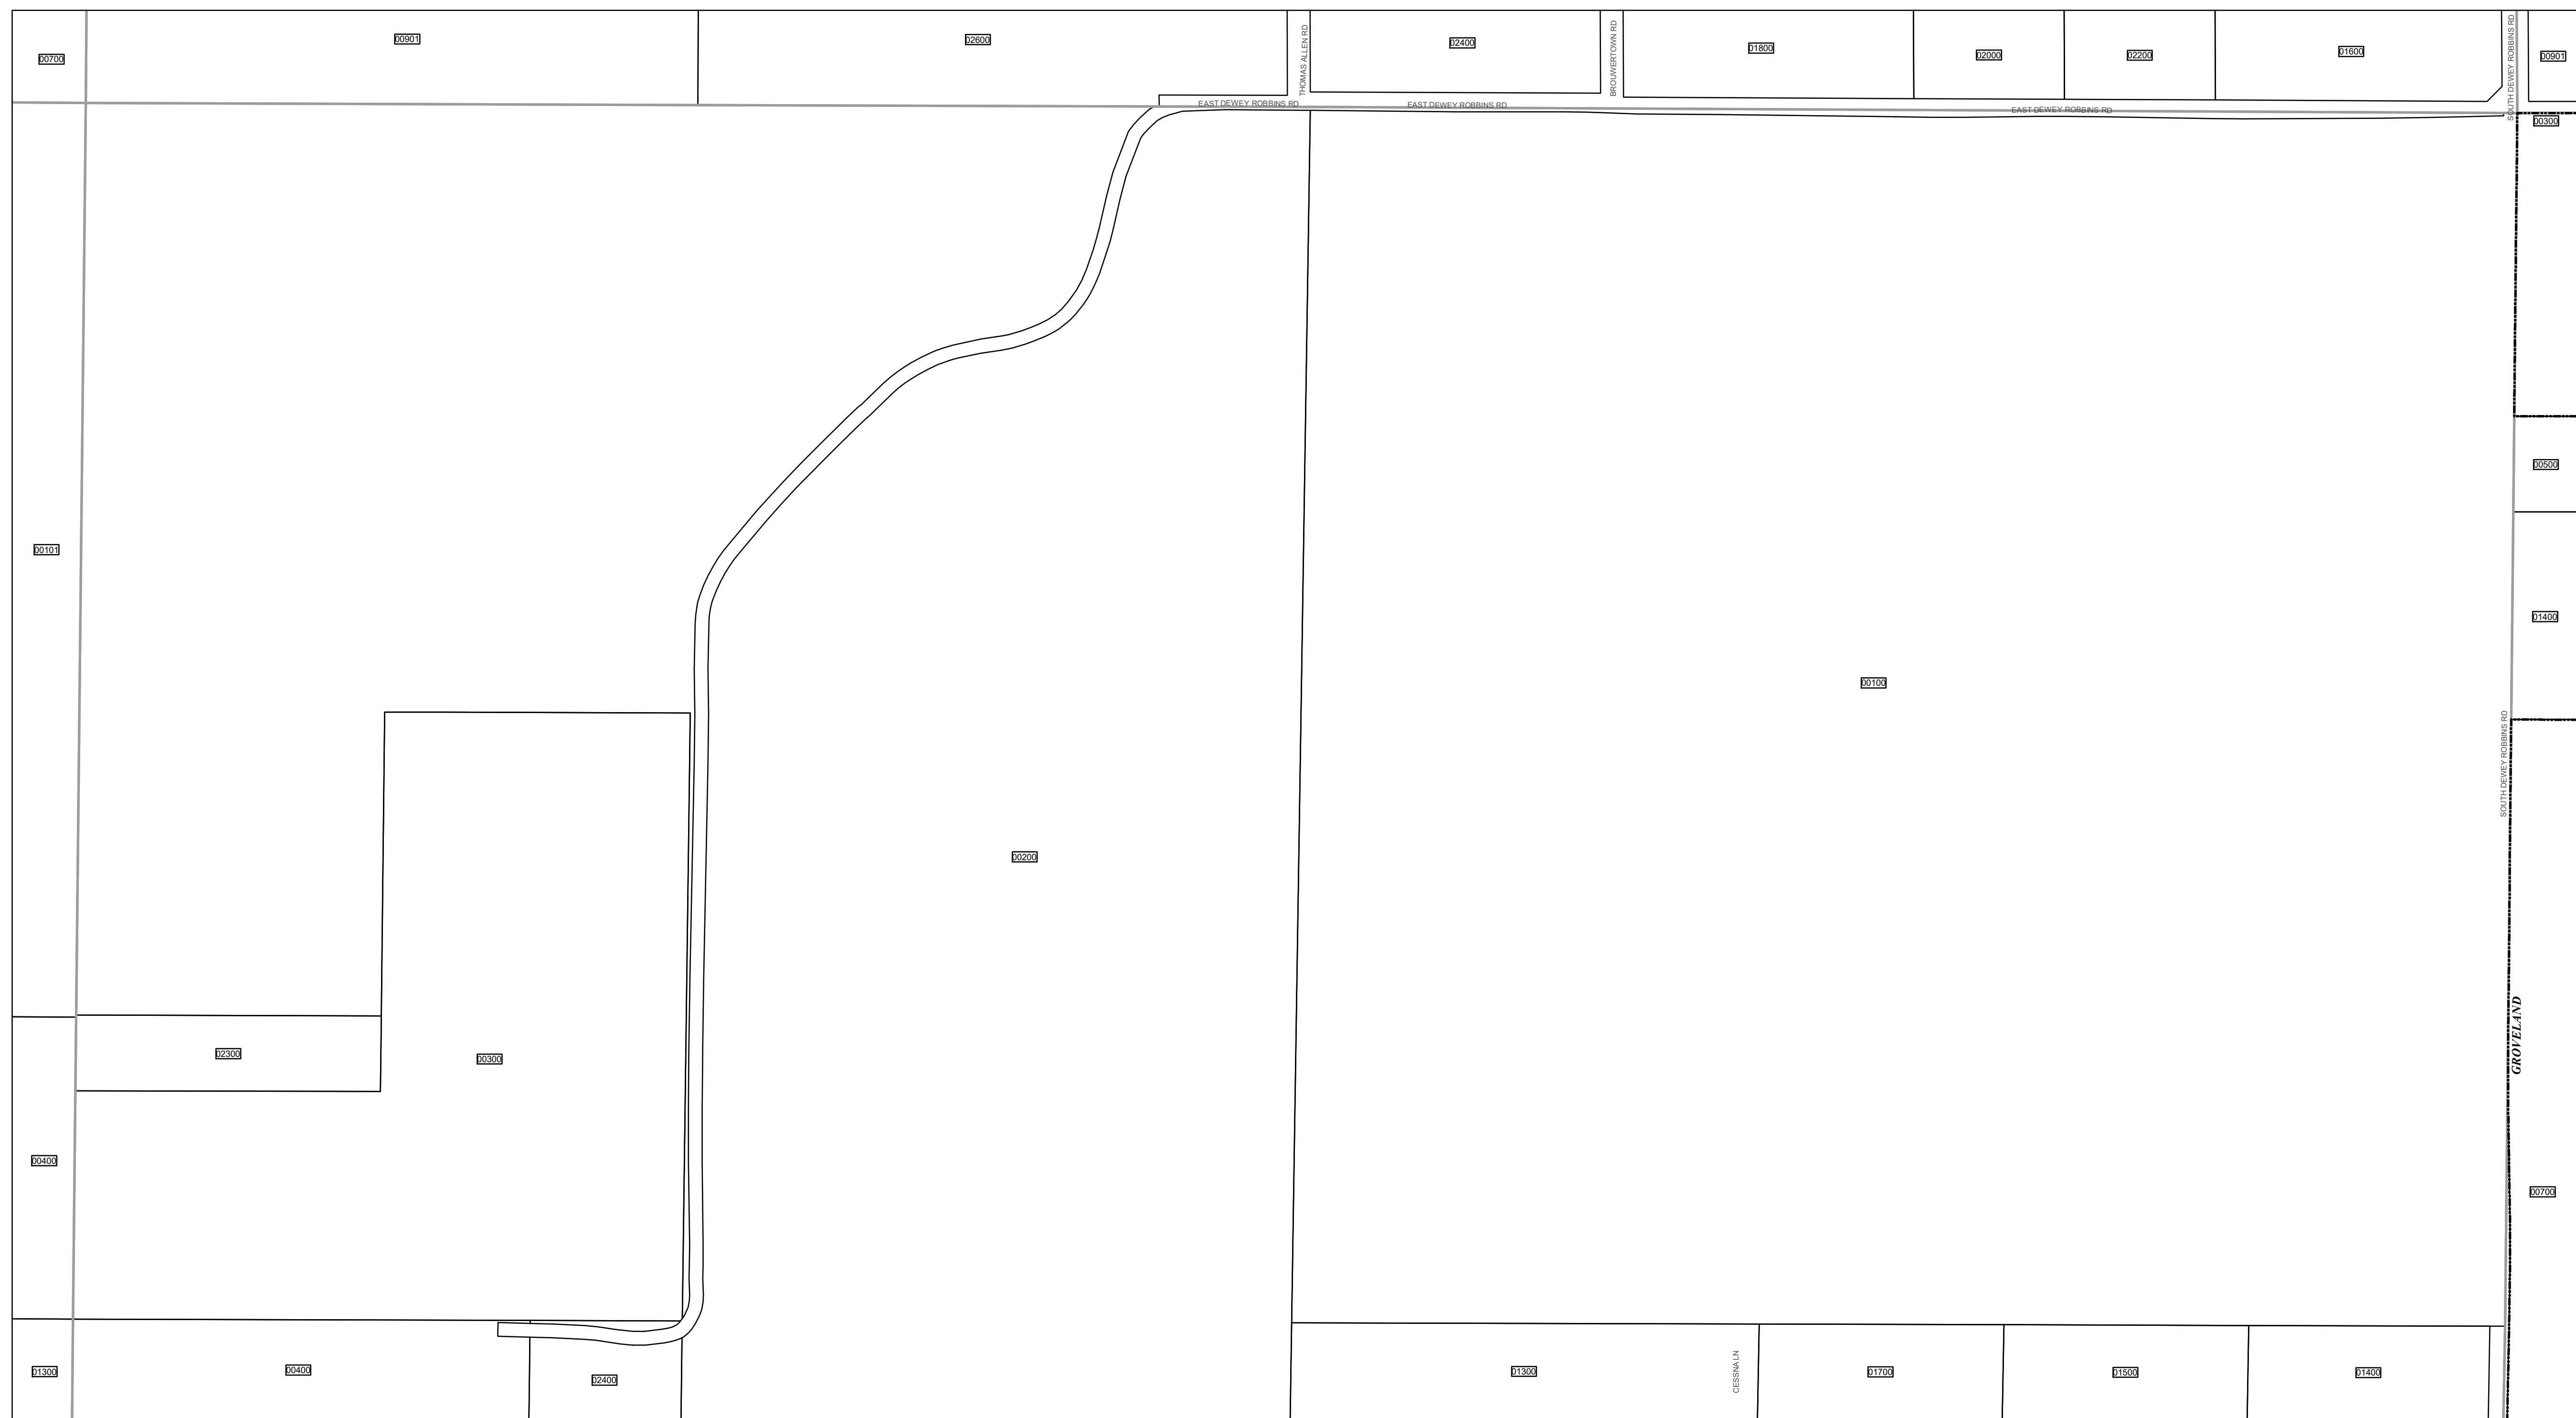 00700
00901
02600
THOMAS ALLEN RD
02400
BROUWERTOWN RD
01800
02000
02200
01600
SOUTH DEWEY ROBBINS RD
00901
EAST DEWEY ROBBINS RD
EAST DEWEY ROBBINS RD
EAST DEWEY ROBBINS RD
00300
00500
00101
01400
00100
SOUTH DEWEY ROBBINS RD
00200
GROVELAND
02300
00300
00400
00700
01300
00400
02400
01300
CESSNA LN
01700
01500
01400